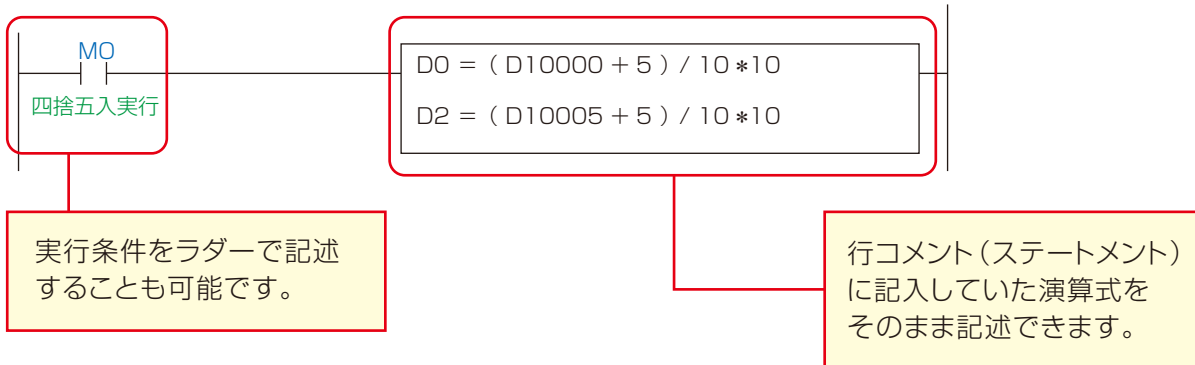 M0
四捨五入実行
D0 = ( D10000 + 5 ) / 10 *10
D2 = ( D10005 + 5 ) / 10 *10
実行条件をラダーで記述
することも可能です。
行コメント(ステートメント)
に記入していた演算式を
そのまま記述できます。